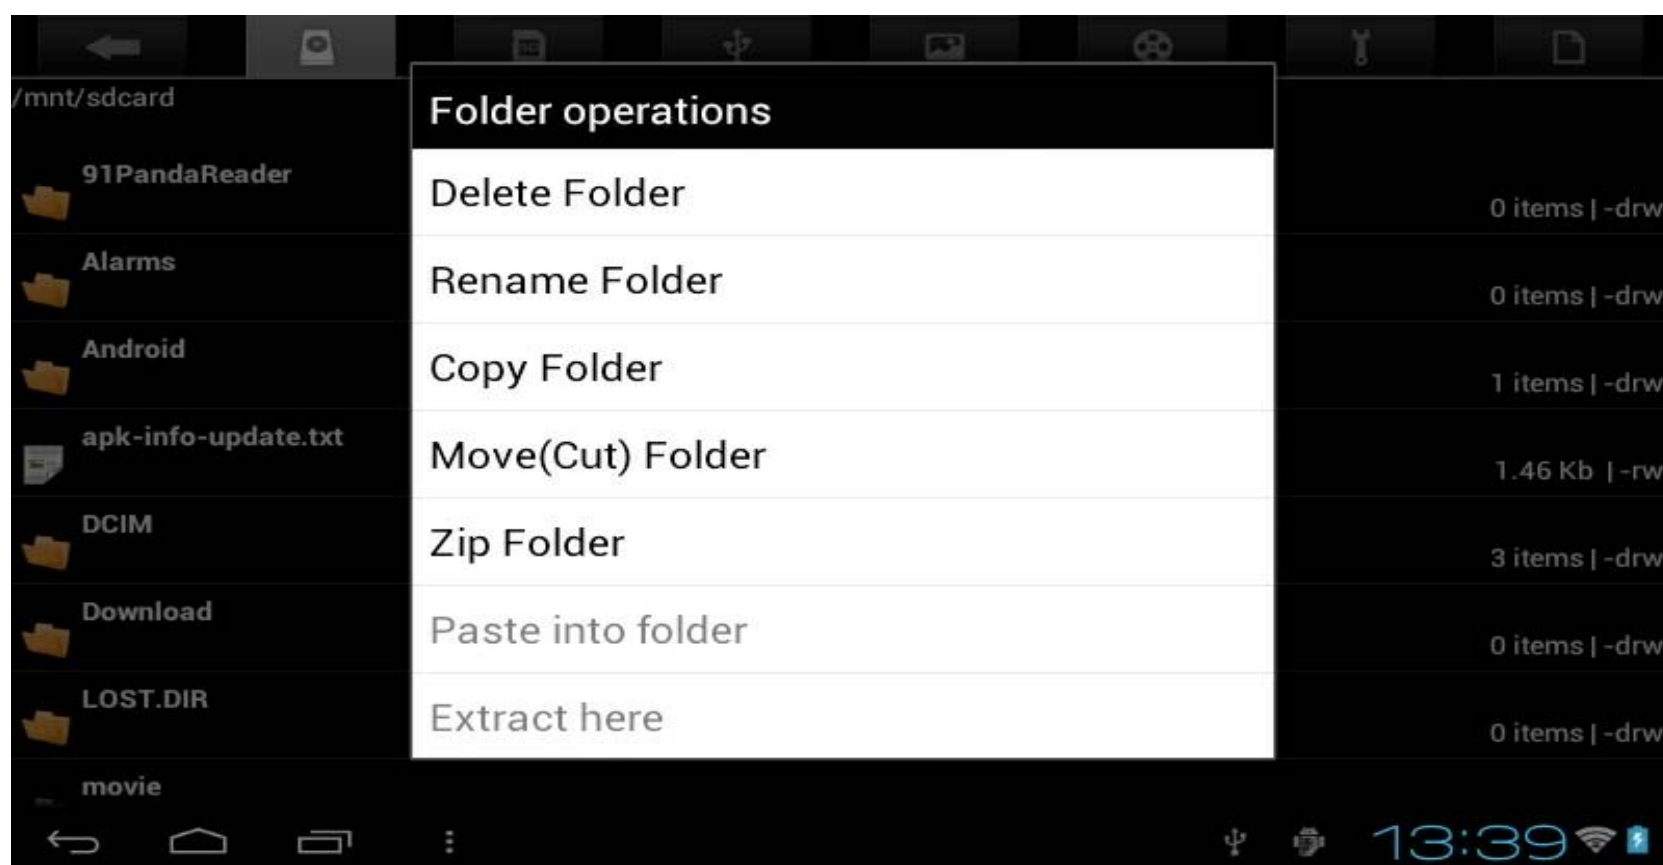 /mnt/sdcard
Folder operations
91PandaReader
Delete Folder
0 items | -drw
Alarms
Rename Folder
0 items | -drw
Android
Copy Folder
1 items | -drw
apk-info-update.txt
Move(Cut) Folder
1.46 Kb | -rw
DCIM
Zip Folder
3 items | -drw
Download
Paste into folder
0 items | -drw
LOST.DIR
Extract here
0 items | -drw
movie
13:39